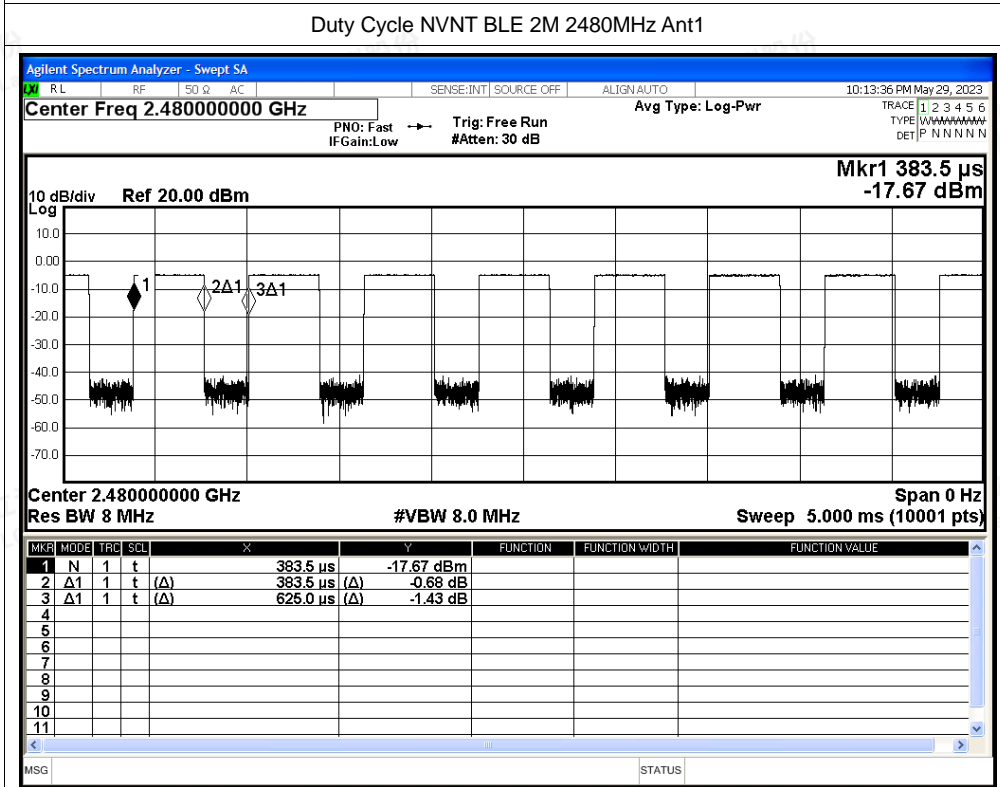 Duty Cycle NVNT BLE 2M 2480MHz Ant1
Agilent Spectrum Analyzer - Swept SA
LXI RL RF 50 Ω AC SENSE:INT SOURCE OFF ALIGN AUTO 10:13:36 PM May 29, 2023
Center Freq 2.480000000 GHz Avg Type: Log-Pwr TRACE 1 2 3 4 5 6
PNO: Fast Trig: Free Run TYPE W
IFGain:Low #Atten: 30 dB DET P N N N N N
Mkr1 383.5 µs
-17.67 dBm
10 dB/div Ref 20.00 dBm
Log
10.0
0.00
-10.0
1 2Δ1 3Δ1
-20.0
-30.0
-40.0
-50.0
-60.0
-70.0
Center 2.480000000 GHz Span 0 Hz
Res BW 8 MHz #VBW 8.0 MHz Sweep 5.000 ms (10001 pts)
MKR MODE TRC SCL X Y FUNCTION FUNCTION WIDTH FUNCTION VALUE
1 N 1 t 383.5 µs -17.67 dBm
2 Δ1 1 t (Δ) 383.5 µs (Δ) -0.68 dB
3 Δ1 1 t (Δ) 625.0 µs (Δ) -1.43 dB
4
5
6
7
8
9
10
11
MSG STATUS